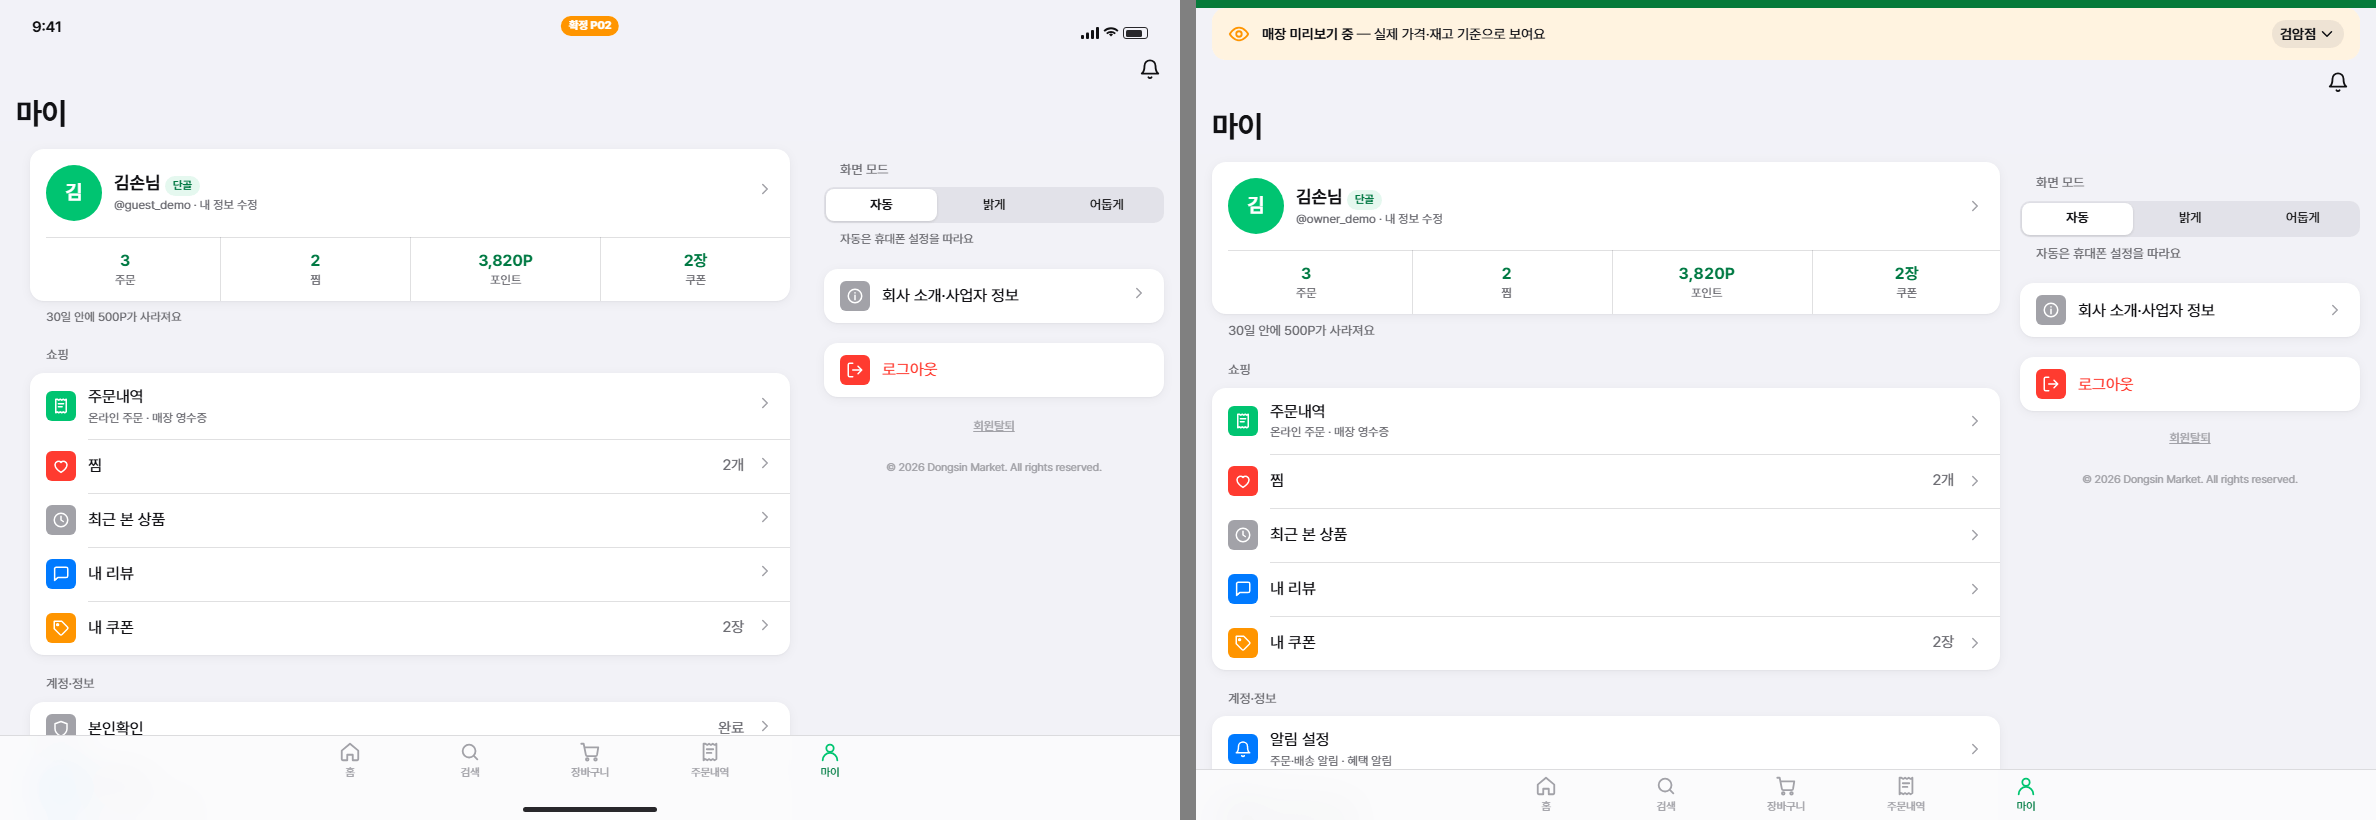 9:41
확정 P02
마이
김
김손님 단골
@guest_demo · 내 정보 수정
3
주문
2
찜
3,820P
포인트
2장
쿠폰
30일 안에 500P가 사라져요
쇼핑
주문내역
온라인 주문 · 매장 영수증
찜 2개
최근 본 상품
내 리뷰
내 쿠폰 2장
계정·정보
본인확인 완료
화면 모드
자동 밝게 어둡게
자동은 휴대폰 설정을 따라요
회사 소개·사업자 정보
로그아웃
회원탈퇴
© 2026 Dongsin Market. All rights reserved.
홈 검색 장바구니 주문내역 마이
매장 미리보기 중 — 실제 가격·재고 기준으로 보여요
검암점
마이
김
김손님 단골
@owner_demo · 내 정보 수정
3
주문
2
찜
3,820P
포인트
2장
쿠폰
30일 안에 500P가 사라져요
쇼핑
주문내역
온라인 주문 · 매장 영수증
찜 2개
최근 본 상품
내 리뷰
내 쿠폰 2장
계정·정보
알림 설정
주문·배송 알림 · 혜택 알림
화면 모드
자동 밝게 어둡게
자동은 휴대폰 설정을 따라요
회사 소개·사업자 정보
로그아웃
회원탈퇴
© 2026 Dongsin Market. All rights reserved.
홈 검색 장바구니 주문내역 마이